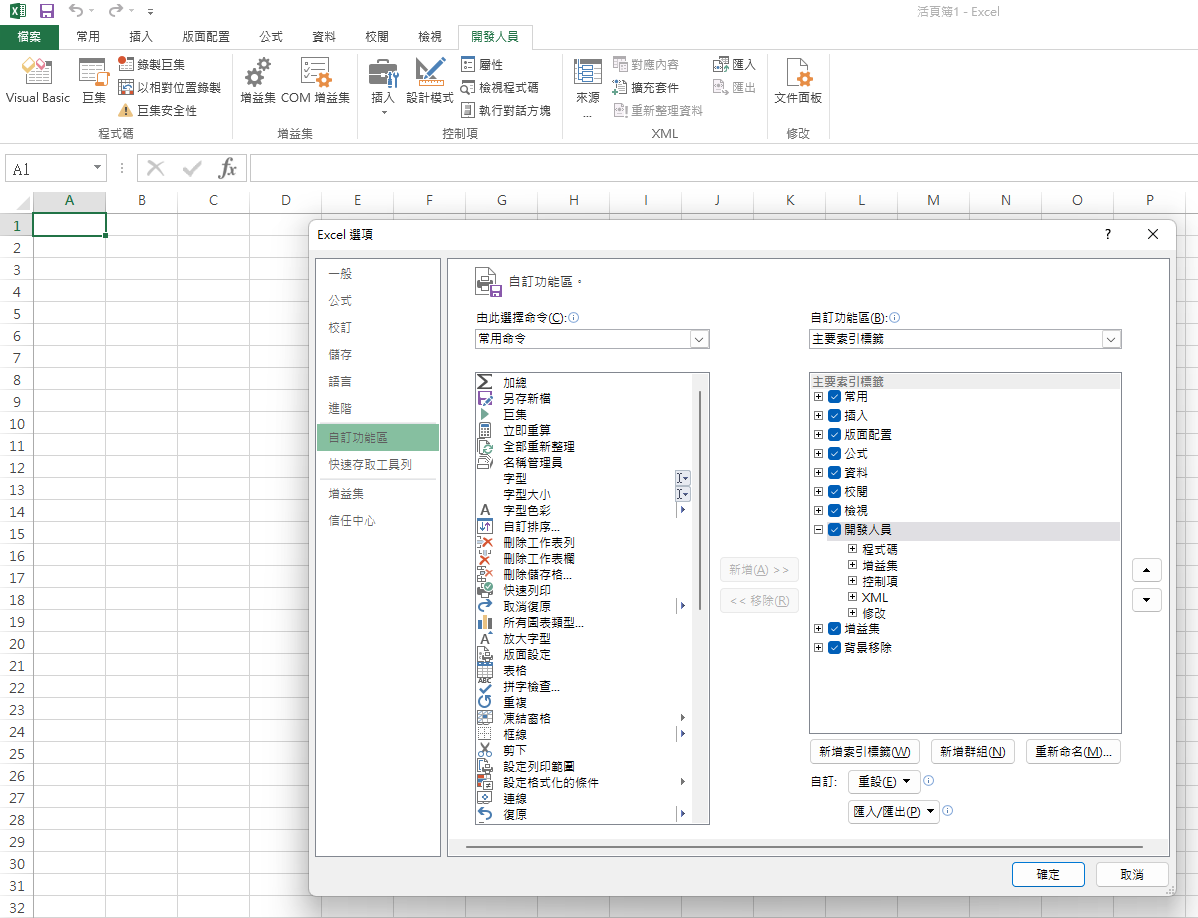 活頁簿1 - Excel
檔案 常用 插入 版面配置 公式 資料 校閱 檢視 開發人員
Visual Basic
巨集
錄製巨集
以相對位置錄製
巨集安全性
程式碼
增益集
COM 增益集
增益集
插入
設計模式
屬性
檢視程式碼
執行對話方塊
控制項
來源
...
對應內容
擴充套件
重新整理資料
匯入
匯出
XML
文件面板
修改
A1
fx
A B C D E F G H I J K L M N O P
1
2
3
4
5
6
7
8
9
10
11
12
13
14
15
16
17
18
19
20
21
22
23
24
25
26
27
28
29
30
31
32
Excel 選項
?
一般
公式
校訂
儲存
語言
進階
自訂功能區
快速存取工具列
增益集
信任中心
自訂功能區。
由此選擇命令(C):
常用命令
加總
另存新檔
巨集
立即重算
全部重新整理
名稱管理員
字型
字型大小
字型色彩
自訂排序...
刪除工作表列
刪除工作表欄
刪除儲存格...
快速列印
取消復原
所有圖表類型...
放大字型
版面設定
表格
拼字檢查...
重複
凍結窗格
框線
剪下
設定列印範圍
設定格式化的條件
連線
復原
新增(A) >>
<< 移除(R)
自訂功能區(B):
主要索引標籤
主要索引標籤
常用
插入
版面配置
公式
資料
校閱
檢視
開發人員
程式碼
增益集
控制項
XML
修改
增益集
背景移除
新增索引標籤(W) 新增群組(N) 重新命名(M)...
自訂: 重設(E)
匯入/匯出(P)
確定 取消